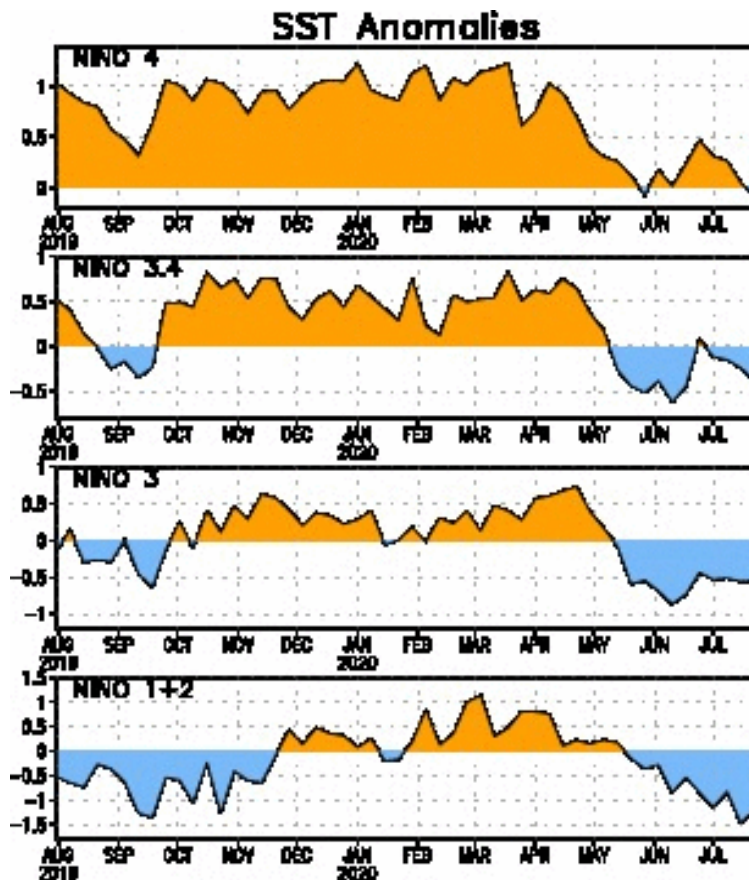 SST Anomalies
NINO 4
1
0.5
0
AUG SEP OCT NOV DEC JAN FEB MAR APR MAY JUN JUL
2019 2020
NINO 3.4
1
0.5
0
-0.5
AUG SEP OCT NOV DEC JAN FEB MAR APR MAY JUN JUL
2019 2020
NINO 3
1
0.5
0
-0.5
-1
AUG SEP OCT NOV DEC JAN FEB MAR APR MAY JUN JUL
2019 2020
NINO 1+2
1.5
1
0.5
0
-0.5
-1
-1.5
AUG SEP OCT NOV DEC JAN FEB MAR APR MAY JUN JUL
2019 2020